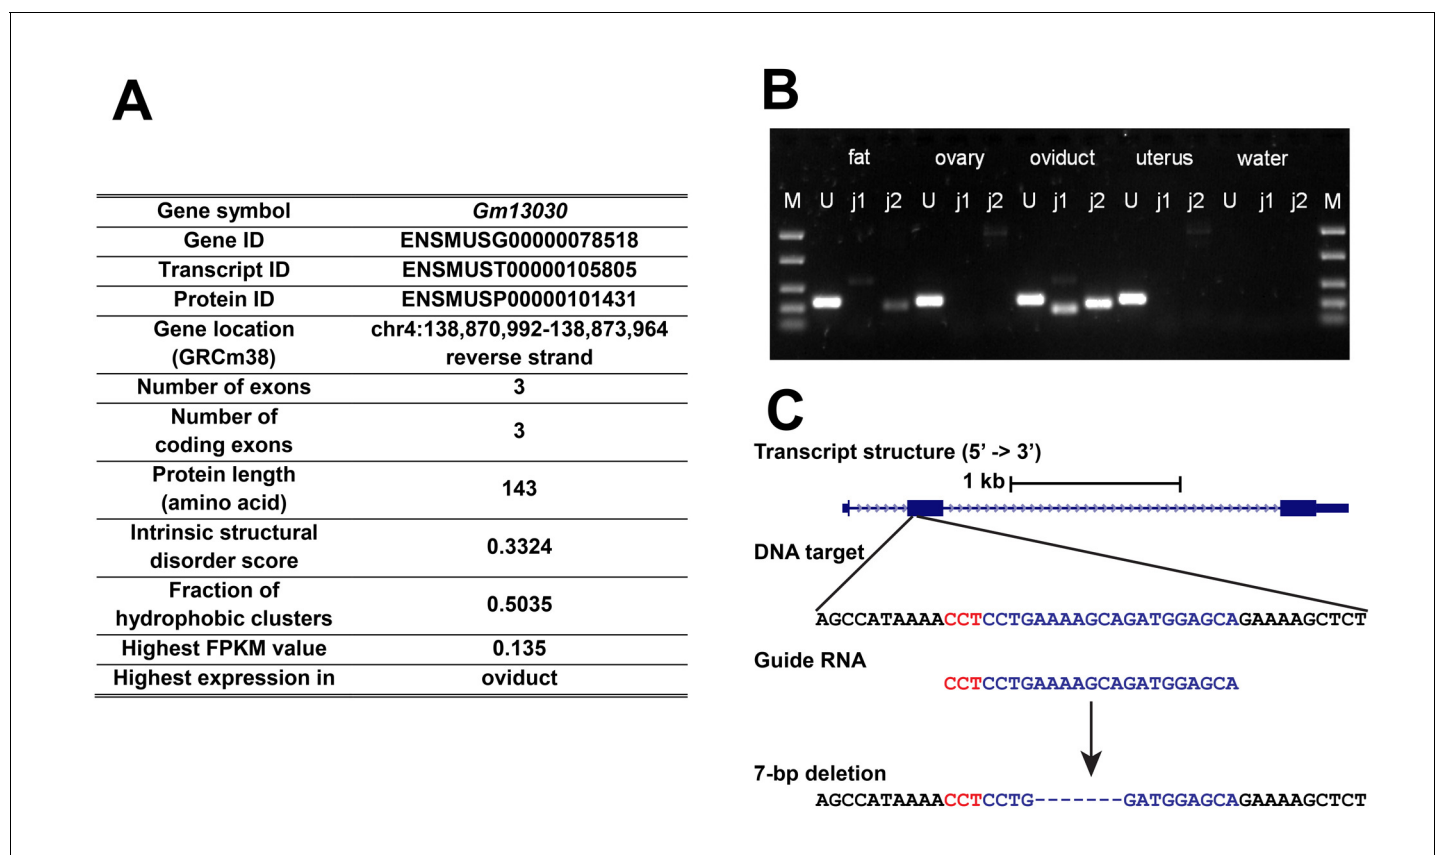 A
Gene symbol Gm13030
Gene ID ENSMUSG00000078518
Transcript ID ENSMUST00000105805
Protein ID ENSMUSP00000101431
Gene location chr4:138,870,992-138,873,964
(GRCm38) reverse strand
Number of exons 3
Number of
coding exons 3
Protein length
(amino acid) 143
Intrinsic structural
disorder score 0.3324
Fraction of
hydrophobic clusters 0.5035
Highest FPKM value 0.135
Highest expression in oviduct
B
fat ovary oviduct uterus water
M U j1 j2 U j1 j2 U j1 j2 U j1 j2 U j1 j2 M
C
Transcript structure (5' -> 3')
1 kb
DNA target
AGCCATAAAACCTCCTGAAAAGCAGATGGAGCAGAAAAGCTCT
Guide RNA
CCTCCTGAAAAGCAGATGGAGCA
7-bp deletion
AGCCATAAAACCTCCTG-------GATGGAGCAGAAAAGCTCT